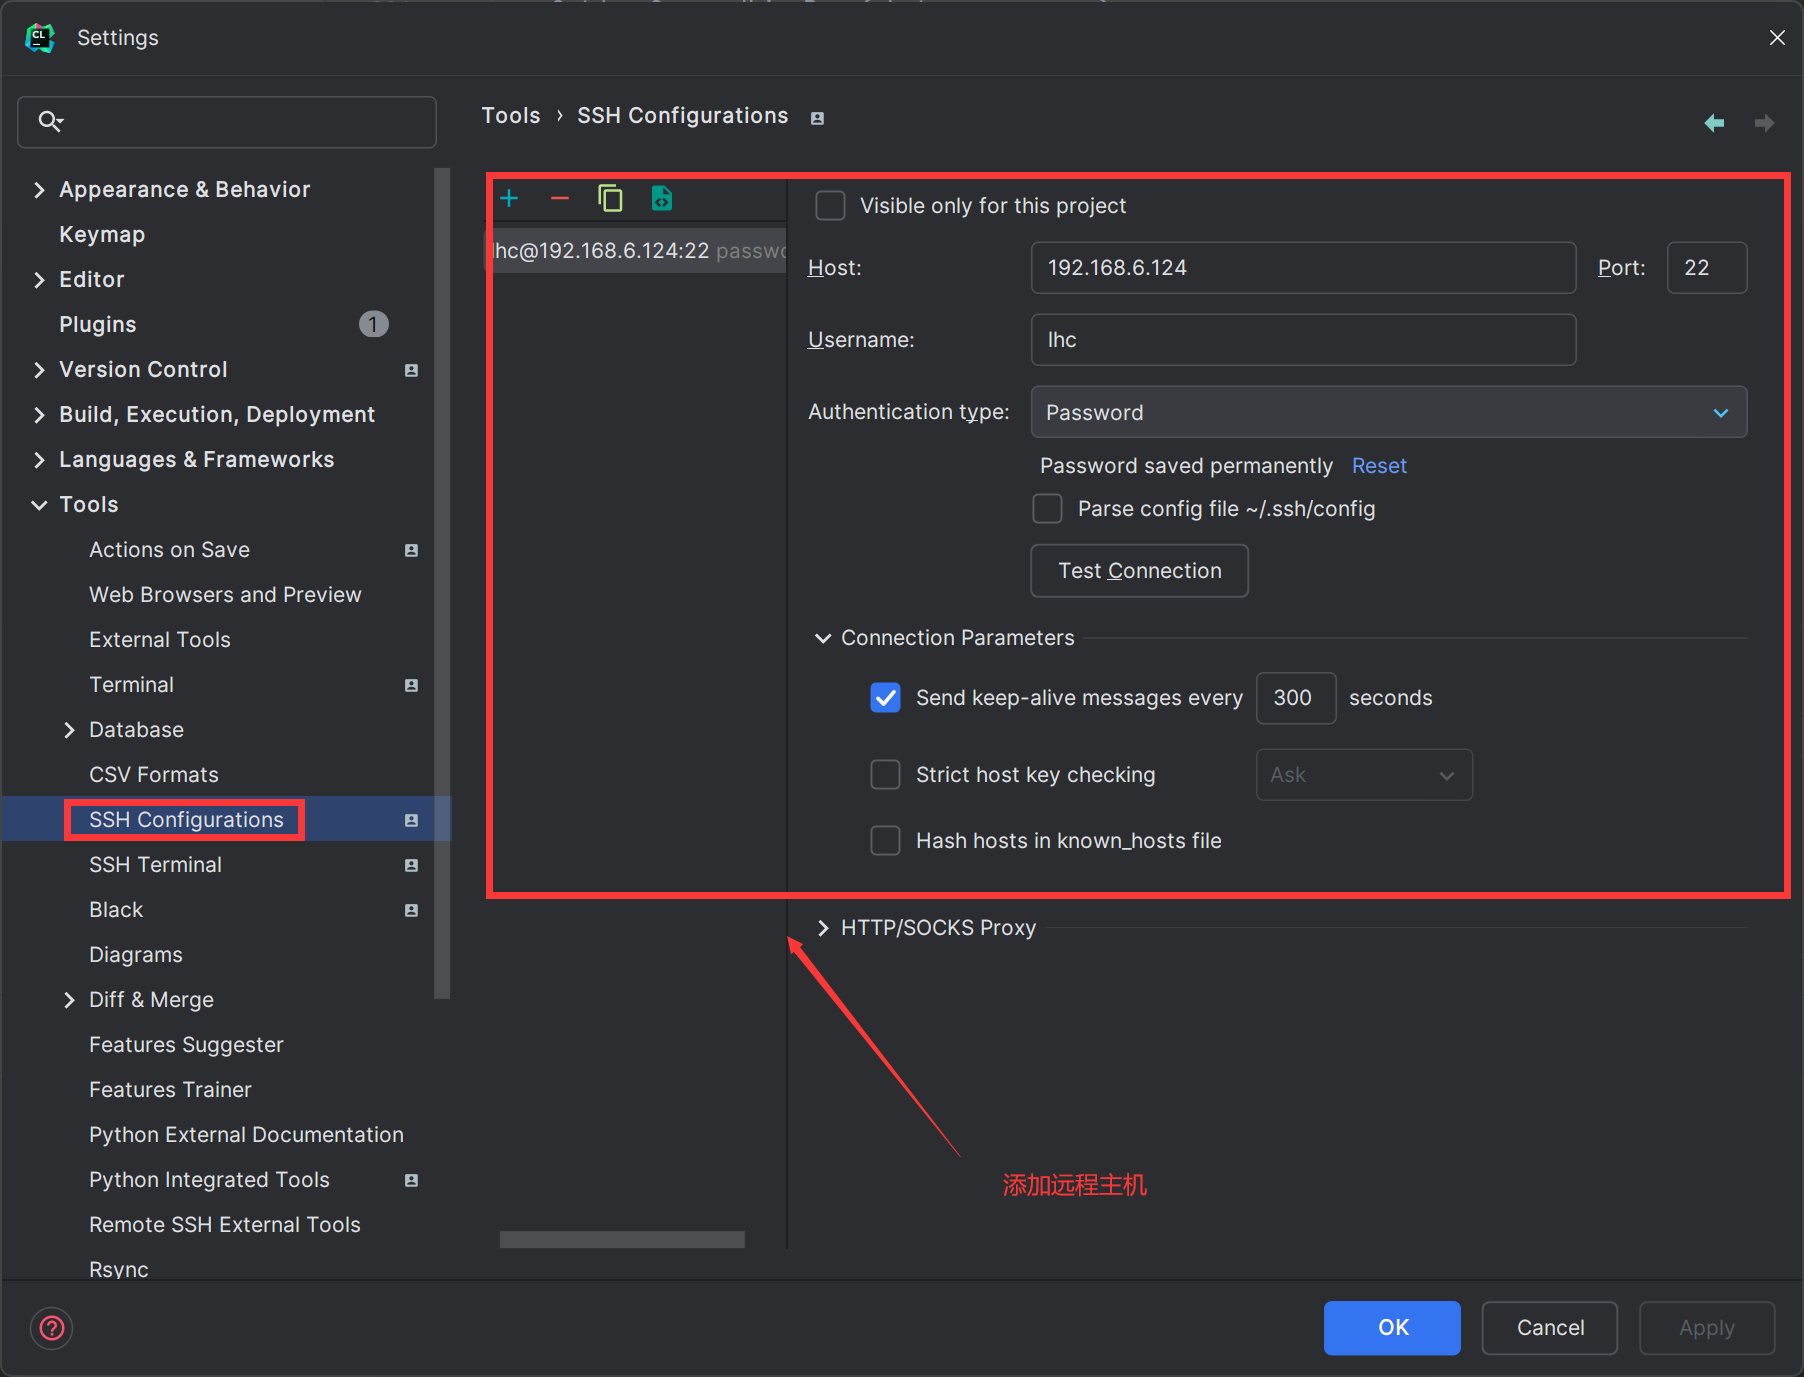 CL
Settings
Tools › SSH Configurations
Appearance & Behavior
Keymap
Editor
Plugins 1
Version Control
Build, Execution, Deployment
Languages & Frameworks
Tools
Actions on Save
Web Browsers and Preview
External Tools
Terminal
Database
CSV Formats
SSH Configurations
SSH Terminal
Black
Diagrams
Diff & Merge
Features Suggester
Features Trainer
Python External Documentation
Python Integrated Tools
Remote SSH External Tools
Rsync
lhc@192.168.6.124:22 passwo
Visible only for this project
Host: 192.168.6.124 Port: 22
Username: lhc
Authentication type: Password
Password saved permanently Reset
Parse config file ~/.ssh/config
Test Connection
Connection Parameters
Send keep-alive messages every 300 seconds
Strict host key checking Ask
Hash hosts in known_hosts file
HTTP/SOCKS Proxy
添加远程主机
? OK Cancel Apply